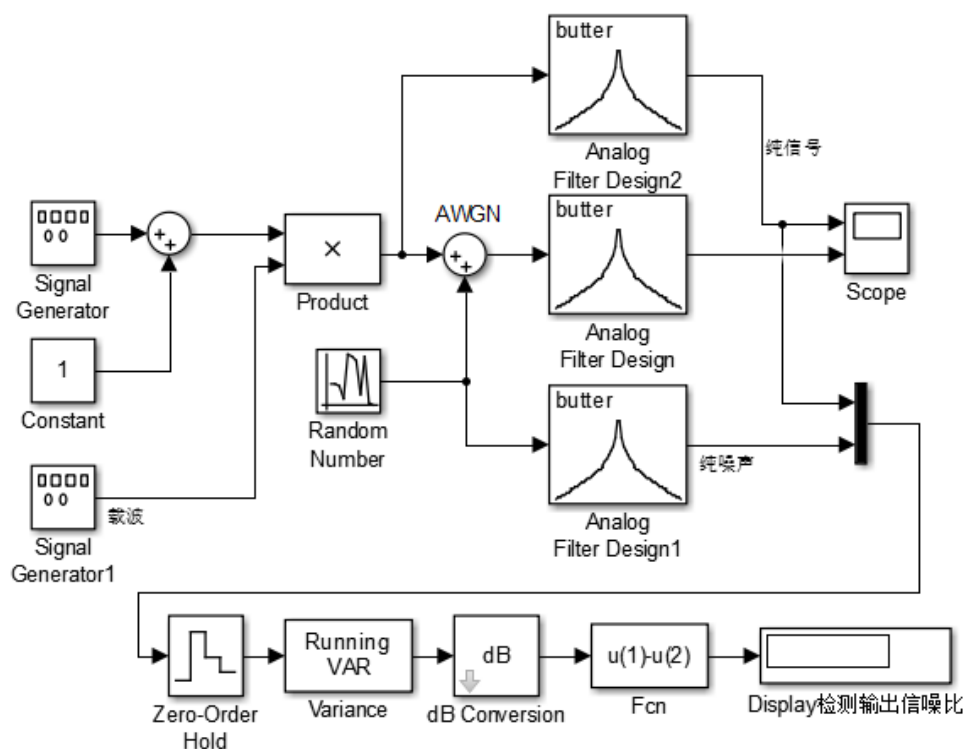 butter
Analog
Filter Design2
纯信号
AWGN
butter
Signal
Generator
Product
Scope
Analog
Filter Design
1
Constant
Random
Number
butter
纯噪声
载波
Signal
Generator1
Analog
Filter Design1
Running
VAR
dB
u(1)-u(2)
Zero-Order
Hold
Variance
dB Conversion
Fcn
Display检测输出信噪比